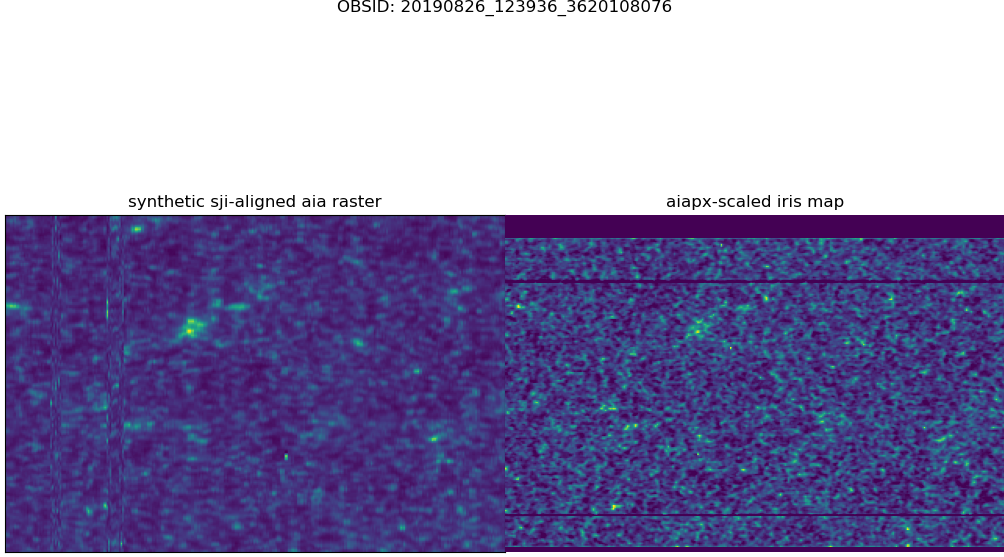 OBSID: 20190826_123936_3620108076
synthetic sji-aligned aia raster
aiapx-scaled iris map